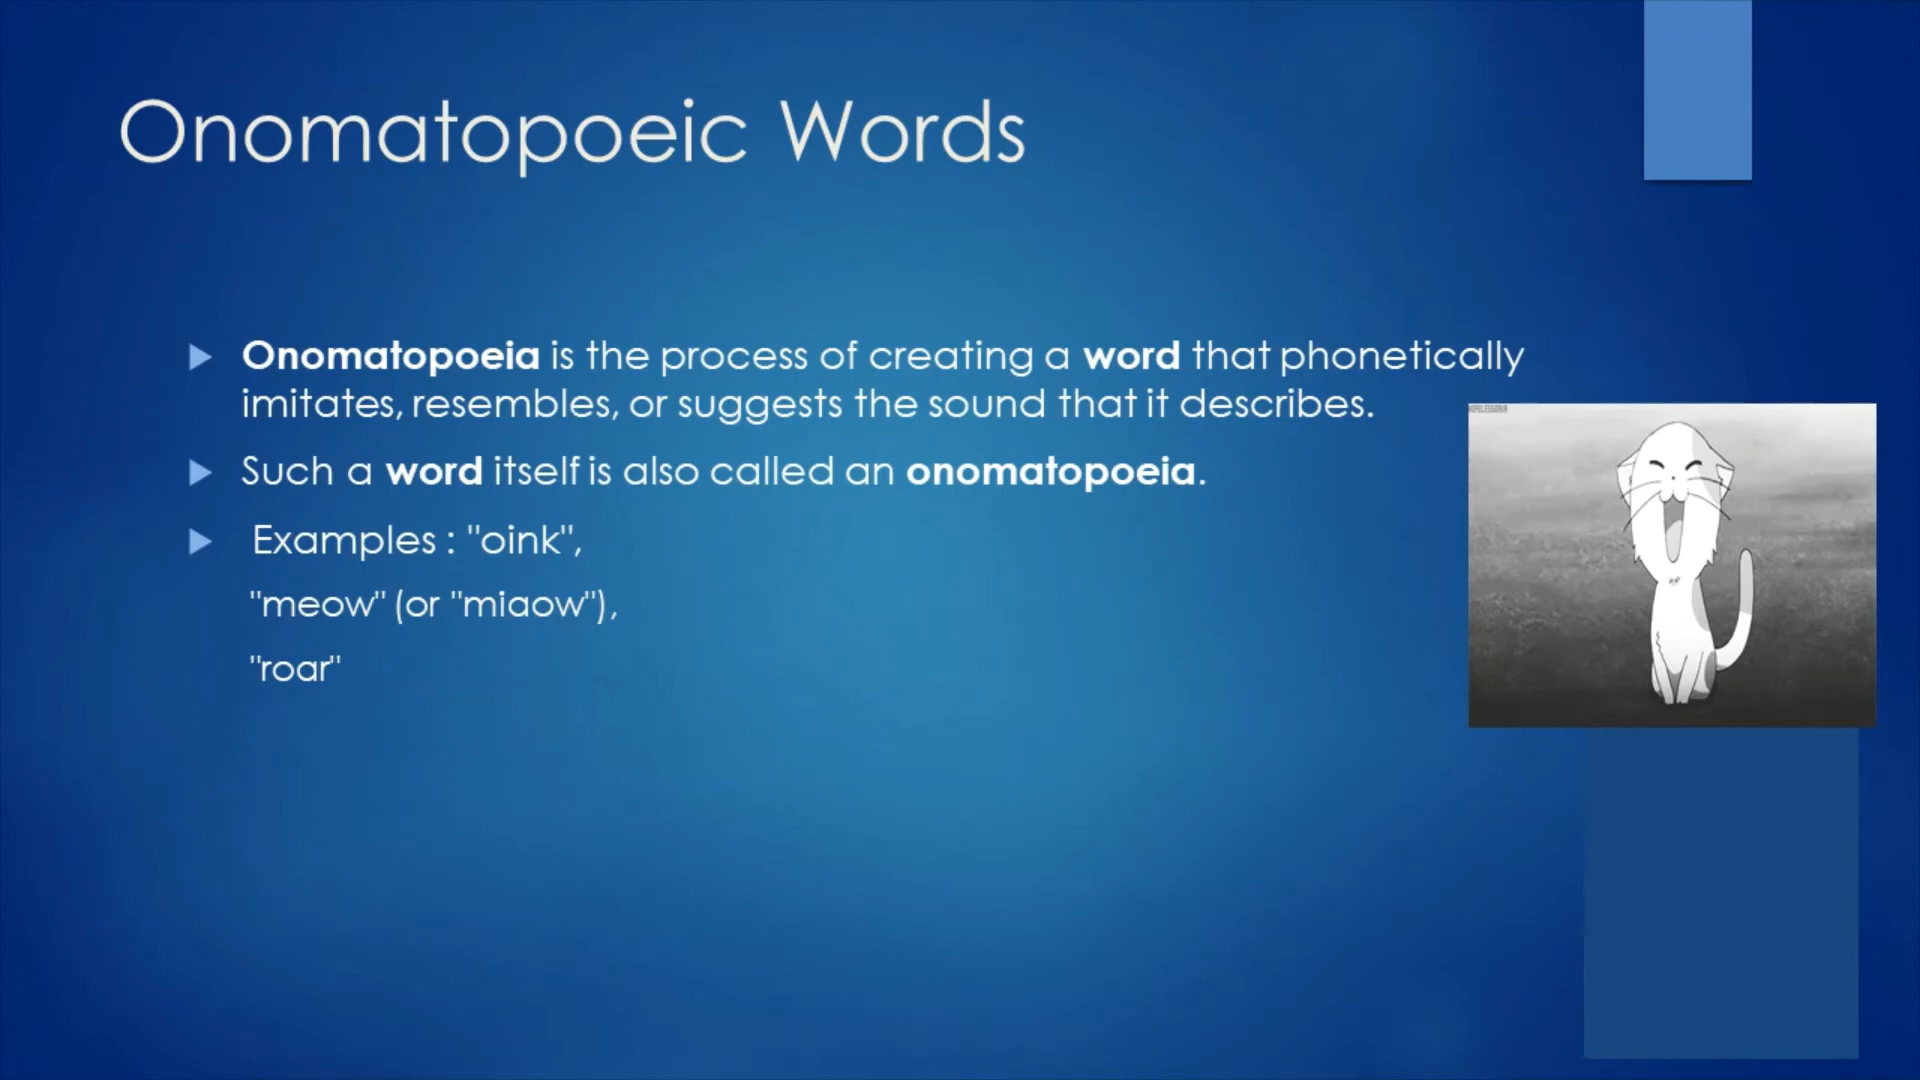 Onomatopoeic Words
Onomatopoeia is the process of creating a word that phonetically
imitates, resembles, or suggests the sound that it describes.
Such a word itself is also called an onomatopoeia.
Examples : "oink",
"meow" (or "miaow"),
"roar"